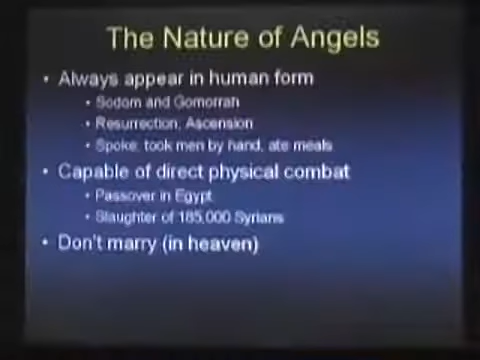 The Nature of Angels
• Always appear in human form
• Sodom and Gomorrah
• Resurrection, Ascension
• Spoke, took men by hand, ate meals
• Capable of direct physical combat
• Passover in Egypt
• Slaughter of 185,000 Syrians
• Don't marry (in heaven)